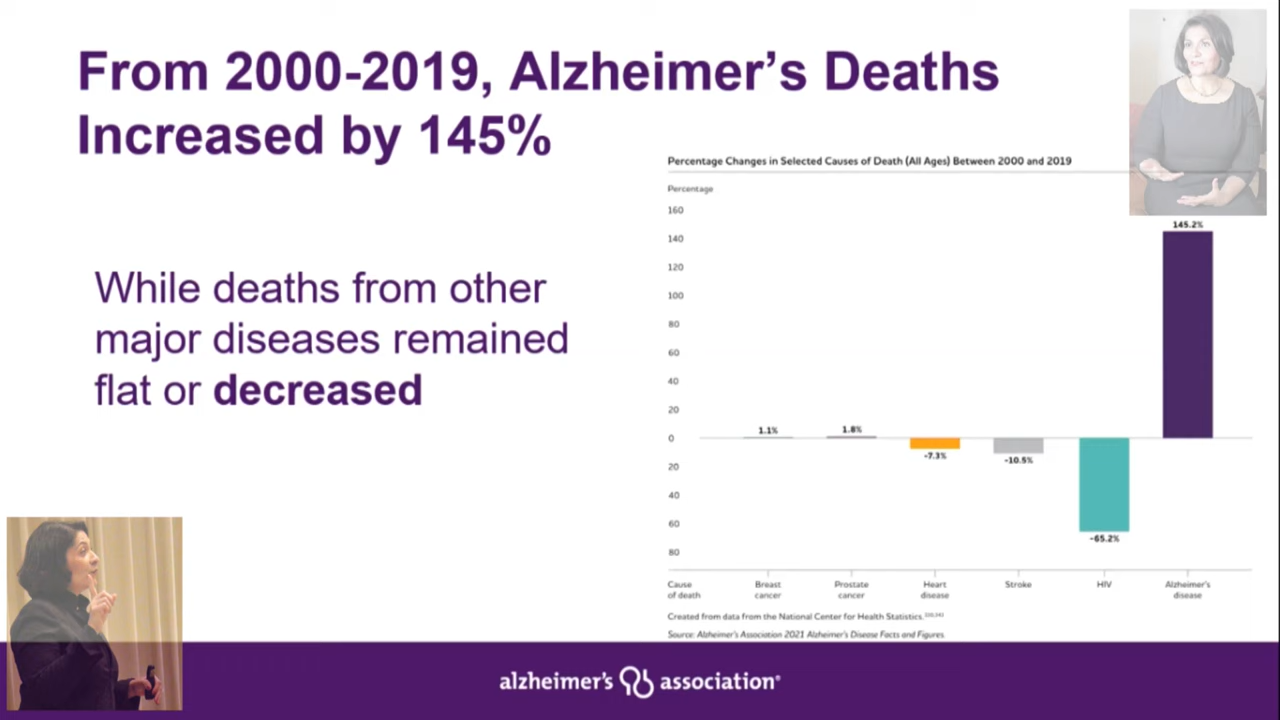 From 2000-2019, Alzheimer's Deaths
Increased by 145%
While deaths from other
major diseases remained
flat or decreased
Percentage Changes in Selected Causes of Death (All Ages) Between 2000 and 2019
Percentage
160
140
120
100
80
60
40
20
0
20
40
60
80
1.1%
1.8%
-7.3%
-10.5%
-65.2%
145.2%
Cause
of death
Breast
cancer
Prostate
cancer
Heart
disease
Stroke
HIV
Alzheimer's
disease
Created from data from the National Center for Health Statistics.
Source: Alzheimer's Association 2021 Alzheimer's Disease Facts and Figures.
alzheimer's association®